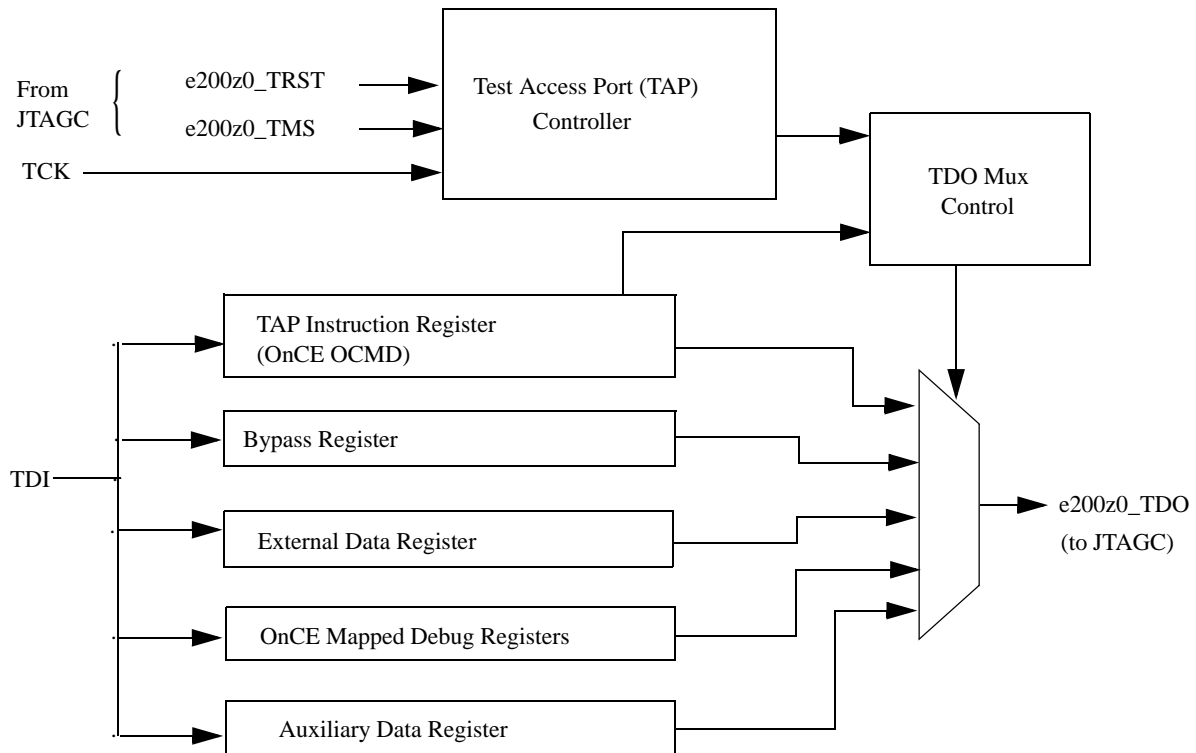 From
JTAGC
e200z0_TRST
e200z0_TMS
TCK
Test Access Port (TAP)
Controller
TDO Mux
Control
TAP Instruction Register
(OnCE OCMD)
Bypass Register
TDI
External Data Register
OnCE Mapped Debug Registers
Auxiliary Data Register
e200z0_TDO
(to JTAGC)